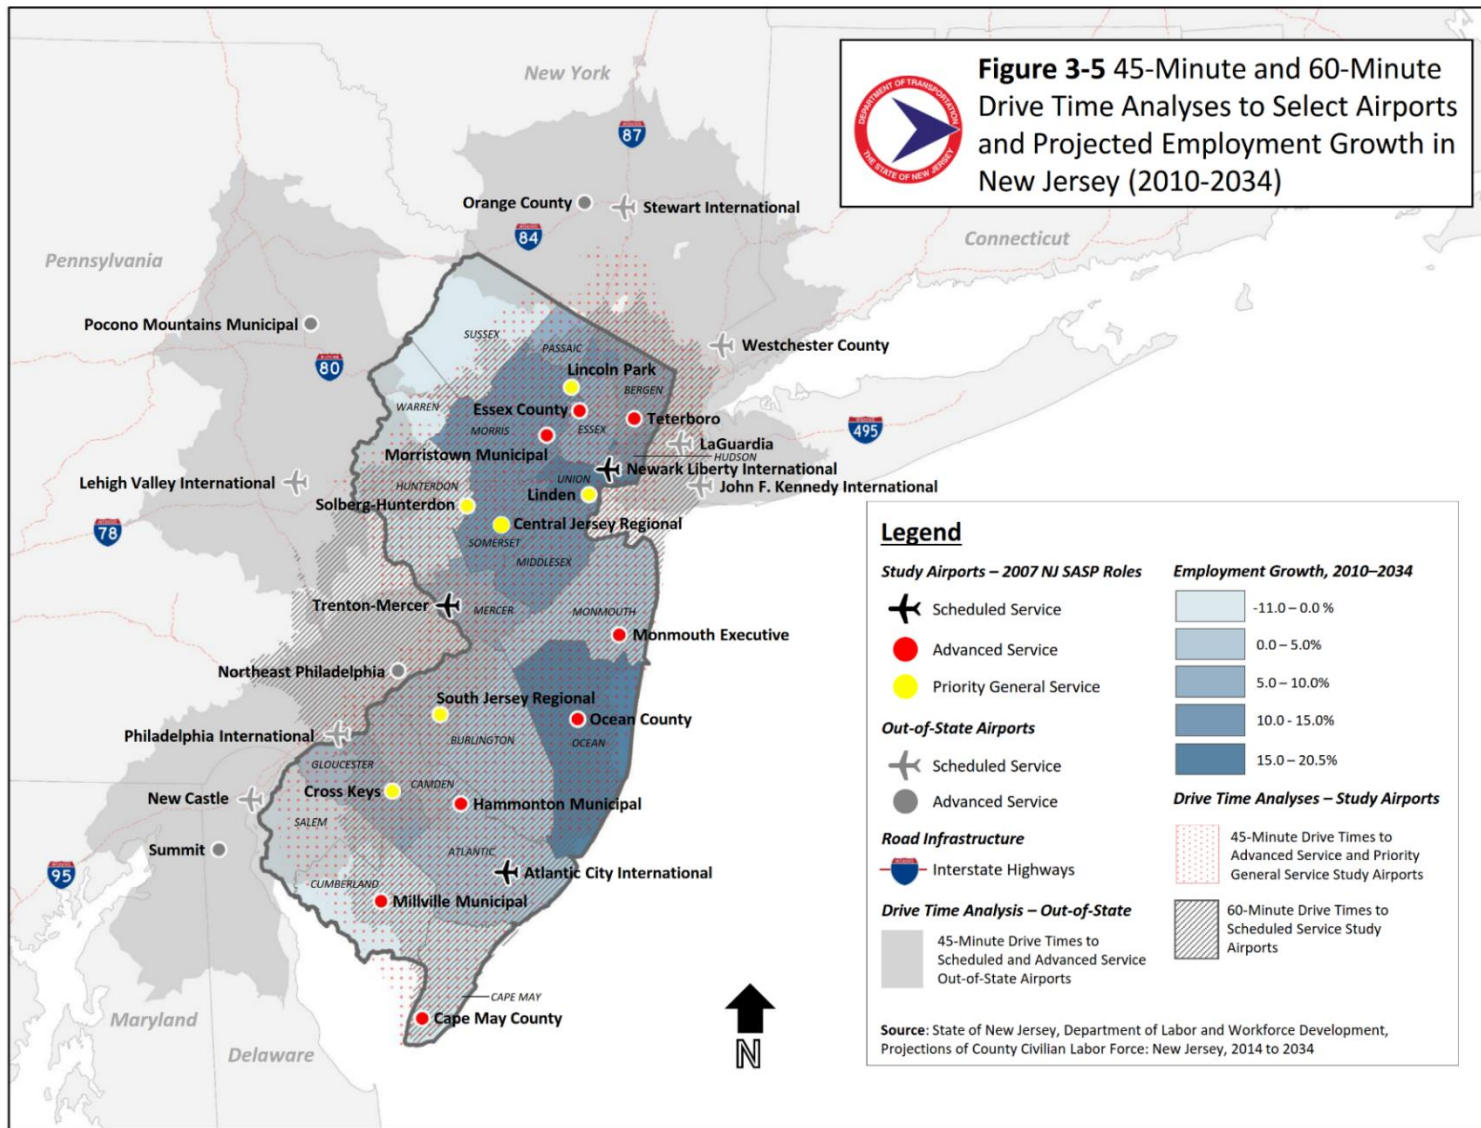 Figure 3-5 45-Minute and 60-Minute
Drive Time Analyses to Select Airports
and Projected Employment Growth in
New Jersey (2010-2034)
DEPARTMENT OF TRANSPORTATION
THE STATE OF NEW JERSEY
New York
87
Orange County
Stewart International
84
Connecticut
Pennsylvania
Pocono Mountains Municipal
SUSSEX
Westchester County
PASSAIC
80
Lincoln Park
BERGEN
WARREN
Essex County
Teterboro
MORRIS
ESSEX
495
LaGuardia
Morristown Municipal
HUDSON
Newark Liberty International
Lehigh Valley International
HUNTERDON
UNION
John F. Kennedy International
Linden
Solberg-Hunterdon
Central Jersey Regional
78
SOMERSET
MIDDLESEX
Trenton-Mercer
MERCER
MONMOUTH
Monmouth Executive
Northeast Philadelphia
South Jersey Regional
Ocean County
Philadelphia International
BURLINGTON
OCEAN
GLOUCESTER
CAMDEN
Cross Keys
New Castle
Hammonton Municipal
SALEM
Summit
ATLANTIC
95
Atlantic City International
CUMBERLAND
Millville Municipal
CAPE MAY
Cape May County
Maryland
Delaware
N
Legend
Study Airports – 2007 NJ SASP Roles
Scheduled Service
Advanced Service
Priority General Service
Out-of-State Airports
Scheduled Service
Advanced Service
Road Infrastructure
Interstate Highways
Drive Time Analysis – Out-of-State
45-Minute Drive Times to
Scheduled and Advanced Service
Out-of-State Airports
Employment Growth, 2010–2034
-11.0 – 0.0 %
0.0 – 5.0%
5.0 – 10.0%
10.0 - 15.0%
15.0 – 20.5%
Drive Time Analyses – Study Airports
45-Minute Drive Times to
Advanced Service and Priority
General Service Study Airports
60-Minute Drive Times to
Scheduled Service Study
Airports
Source: State of New Jersey, Department of Labor and Workforce Development,
Projections of County Civilian Labor Force: New Jersey, 2014 to 2034